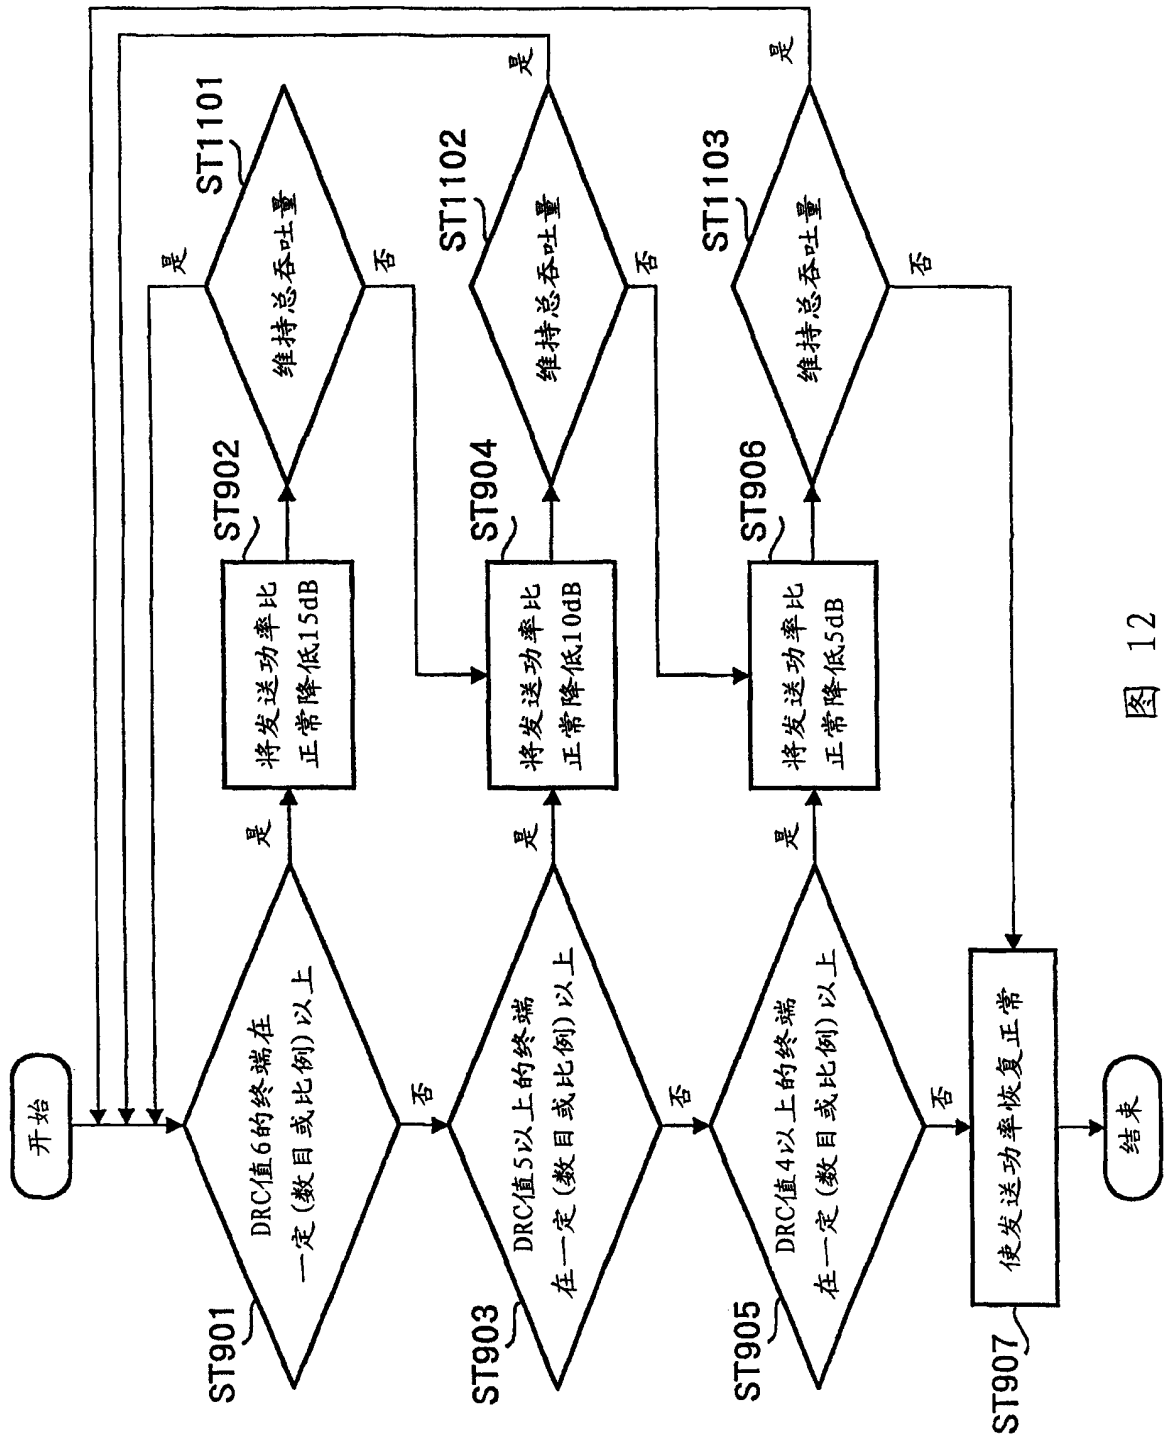 开始
ST901
DRC值6的终端在
一定(数目或比例)以上
是
ST902
将发送功率比
正常降低15dB
ST1101
维持总吞吐量
是
否
否
ST903
DRC值5以上的终端
在一定(数目或比例)以上
是
ST904
将发送功率比
正常降低10dB
ST1102
维持总吞吐量
是
否
否
ST905
DRC值4以上的终端
在一定(数目或比例)以上
是
ST906
将发送功率比
正常降低5dB
ST1103
维持总吞吐量
是
否
否
ST907
使发送功率恢复正常
结束
图 12